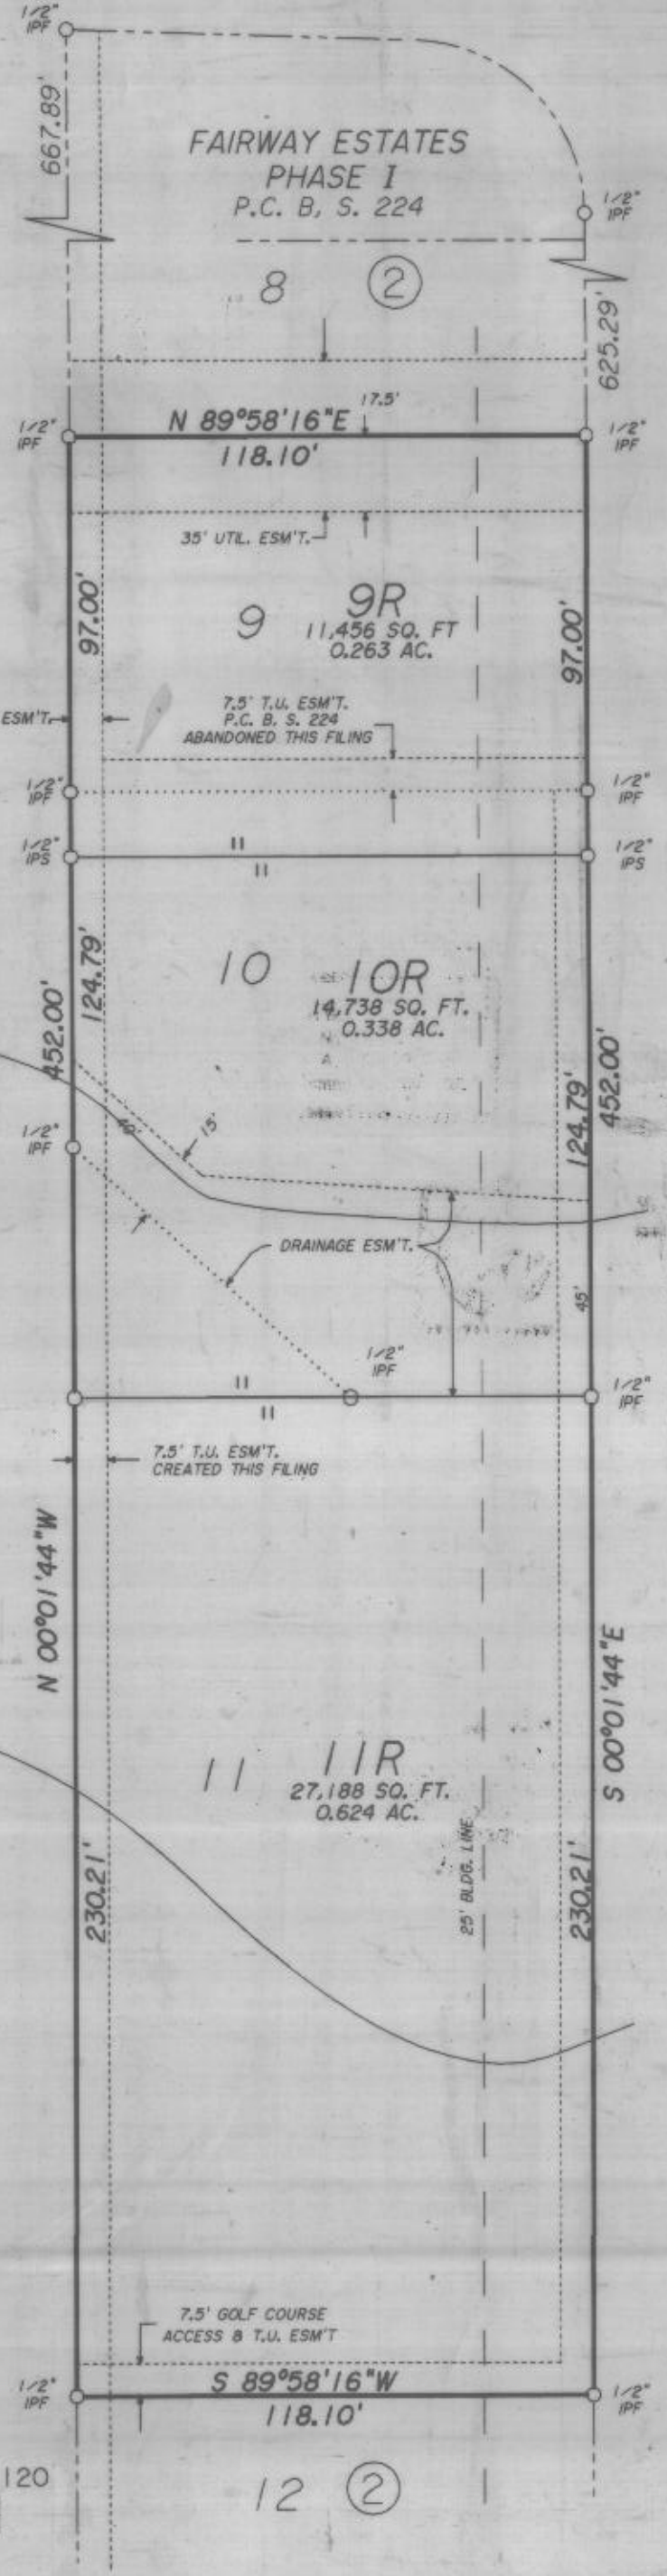 1/2"
IPF
667.89'
FAIRWAY ESTATES
PHASE I
P.C. B, S. 224
1/2"
IPF
8 2
625.29'
17.5'
1/2"
IPF
N 89°58'16"E
1/2"
IPF
118.10'
35' UTIL. ESM'T.
97.00'
9 9R
11,456 SQ. FT
0.263 AC.
97.00'
ESM'T.
7.5' T.U. ESM'T.
P.C. B, S. 224
ABANDONED THIS FILING
1/2"
IPF
1/2"
IPF
1/2"
IPS
"
"
1/2"
IPS
124.79'
10 10R
14,738 SQ. FT.
0.338 AC.
452.00'
452.00'
124.79'
15'
1/2"
IPF
DRAINAGE ESM'T.
45'
1/2"
IPF
"
"
1/2"
IPF
7.5' T.U. ESM'T.
CREATED THIS FILING
N 00°01'44"W
S 00°01'44"E
11 11R
27,188 SQ. FT.
0.624 AC.
25' BLDG. LINE
230.21'
230.21'
7.5' GOLF COURSE
ACCESS & T.U. ESM'T
1/2"
IPF
S 89°58'16"W
1/2"
IPF
118.10'
120
12 2